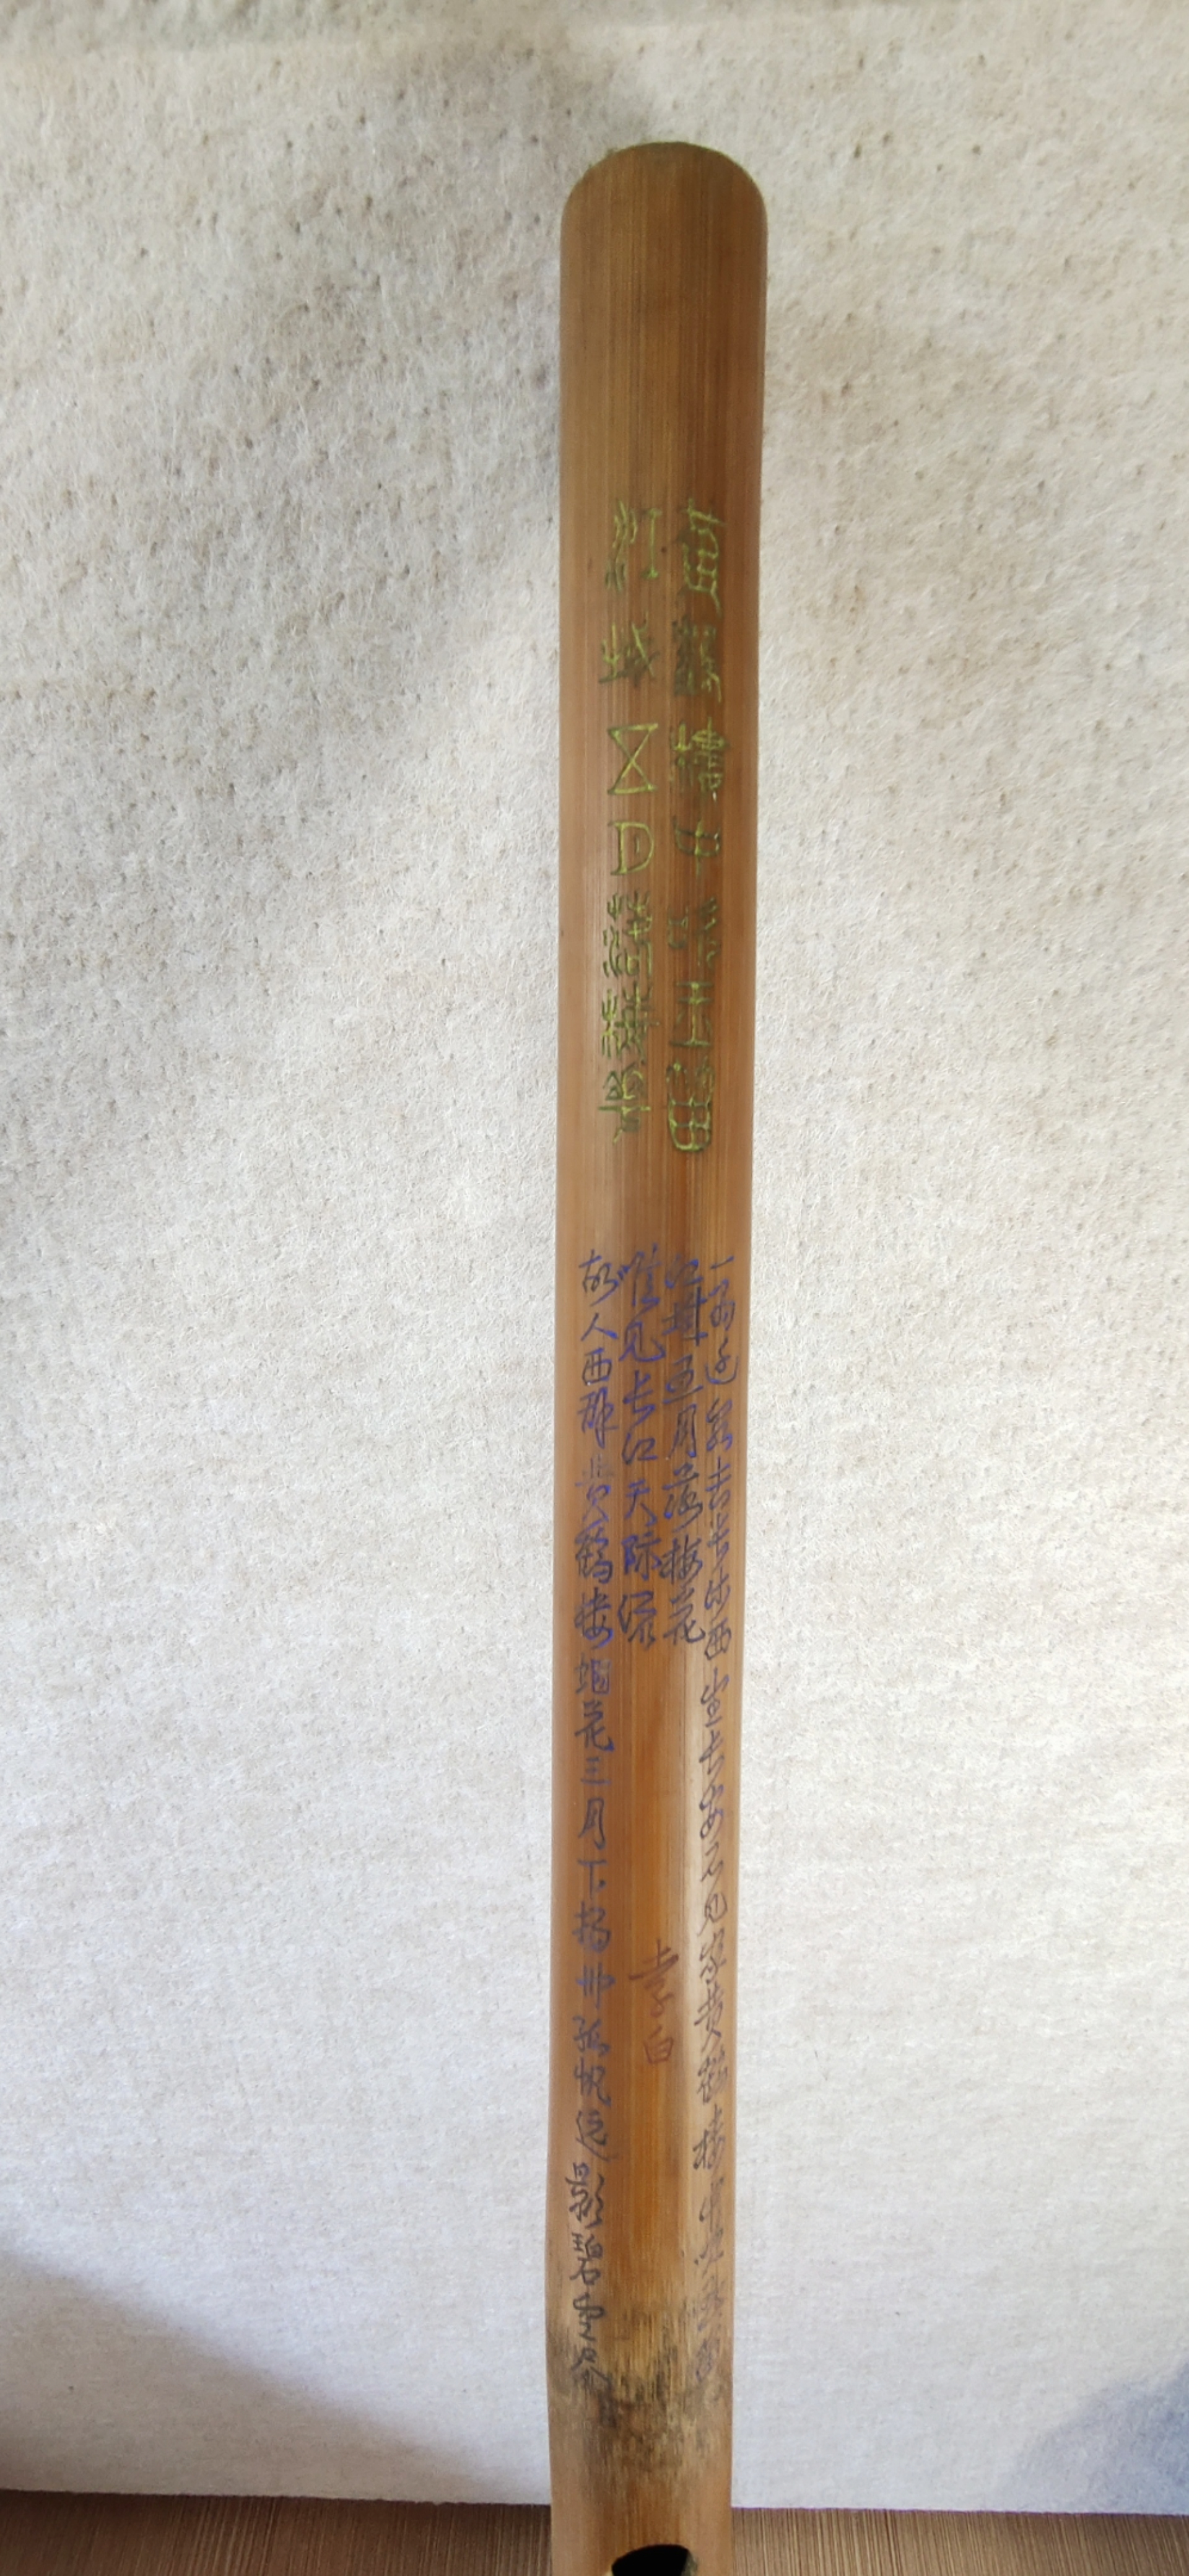 黃鶴樓中吹玉笛
江城五月落梅花
一为迁客去长沙西望长安不见家黄鹤楼中吹玉笛
江城五月落梅花
故人西辞黄鹤楼烟花三月下扬州孤帆远影碧空尽
唯见长江天际流
李白